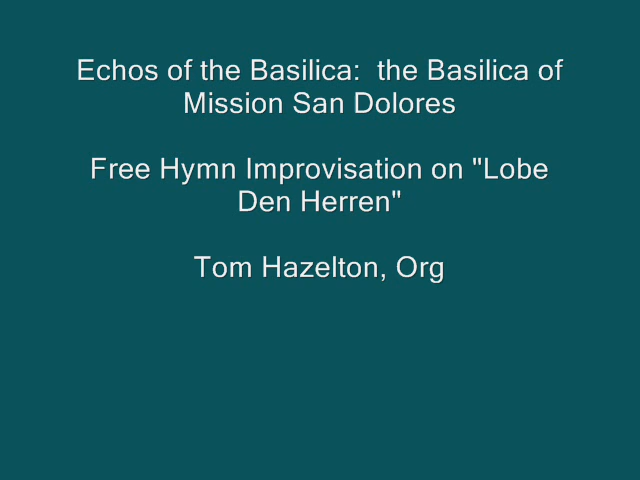 Echos of the Basilica:  the Basilica of
Mission San Dolores
Free Hymn Improvisation on "Lobe
Den Herren"
Tom Hazelton, Org